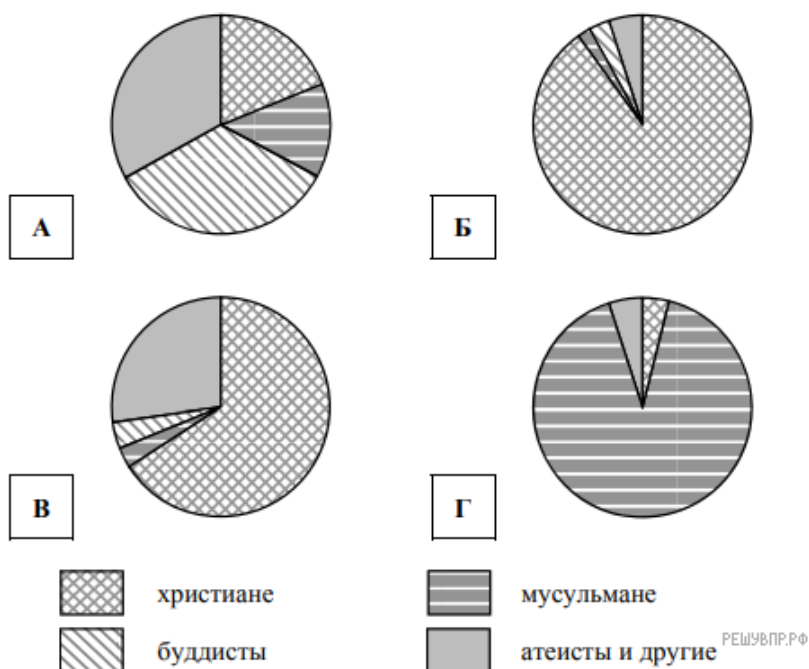 А
Б
В
Г
христиане
мусульмане
буддисты
атеисты и другие
РЕШУВПР.РФ